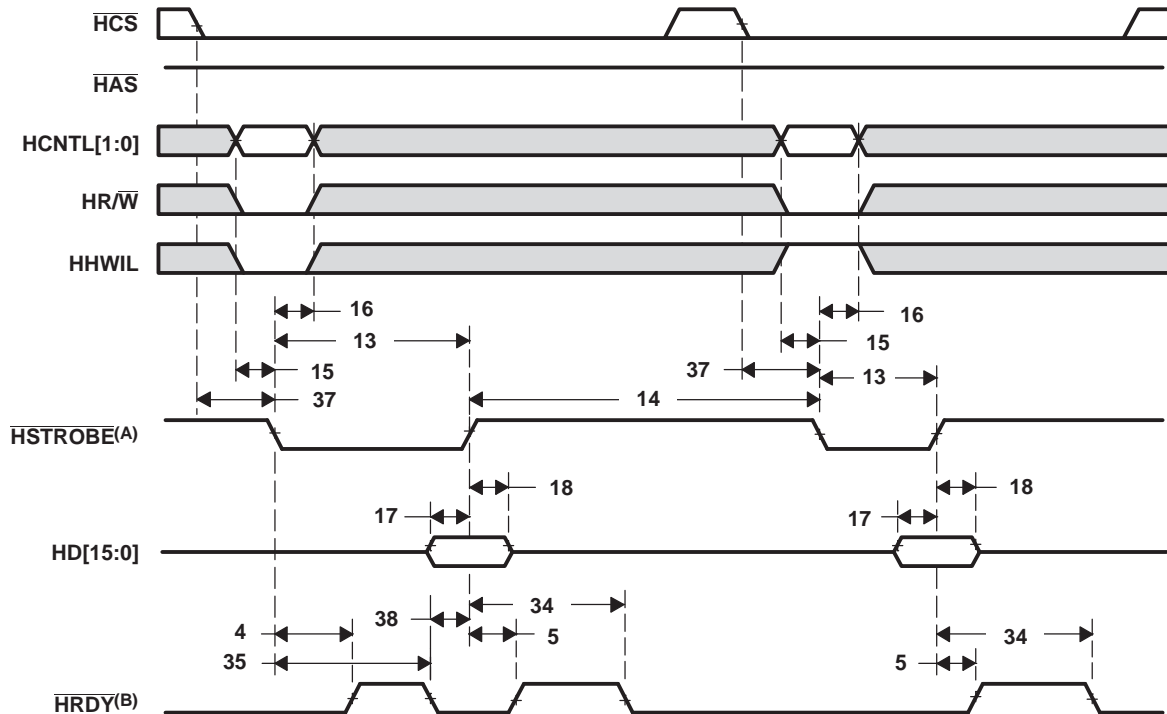 HCS
HAS
HCNTL[1:0]
HR/W
HHWIL
16
16
13
15
15
37
13
37
14
HSTROBE(A)
18
18
17
17
HD[15:0]
34
38
4
5
34
35
5
HRDY(B)